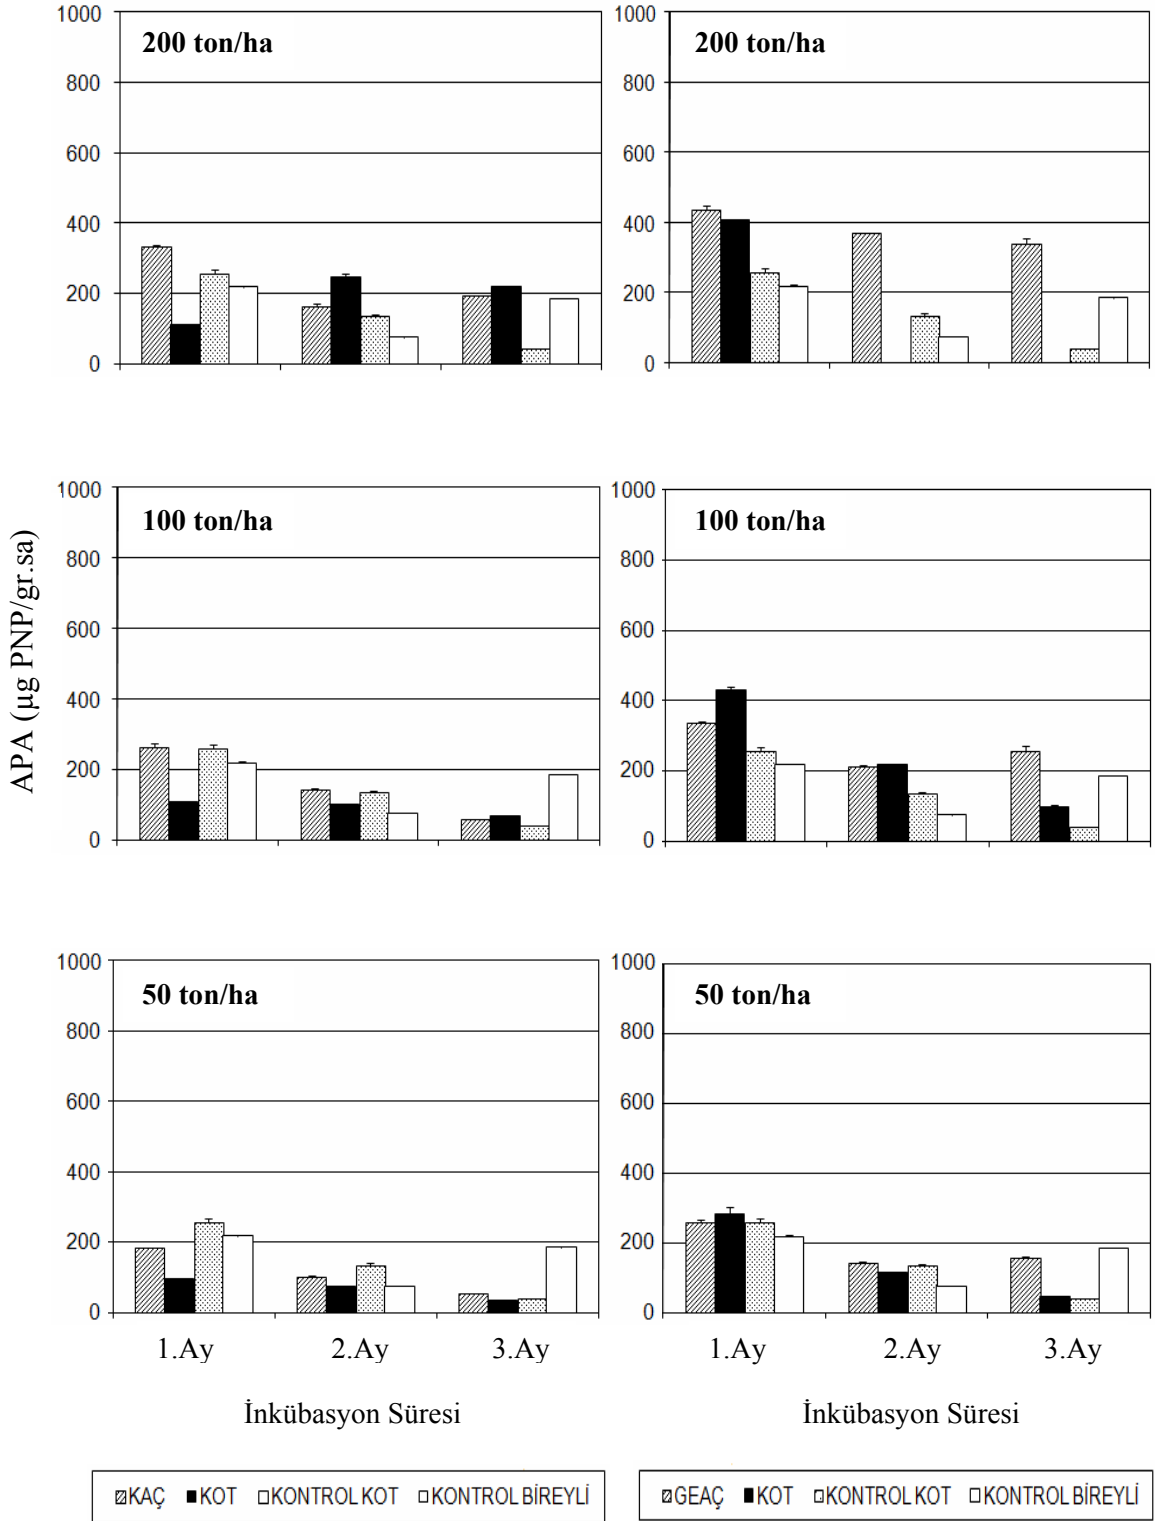 1000
800
600
400
200
0
200 ton/ha
1000
800
600
400
200
0
200 ton/ha
APA (µg PNP/gr.sa)
1000
800
600
400
200
0
100 ton/ha
1000
800
600
400
200
0
100 ton/ha
1000
800
600
400
200
0
50 ton/ha
1.Ay 2.Ay 3.Ay
İnkübasyon Süresi
1000
800
600
400
200
0
50 ton/ha
1.Ay 2.Ay 3.Ay
İnkübasyon Süresi
KAÇ KOT KONTROL KOT KONTROL BİREYLİ
GEAÇ KOT KONTROL KOT KONTROL BİREYLİ